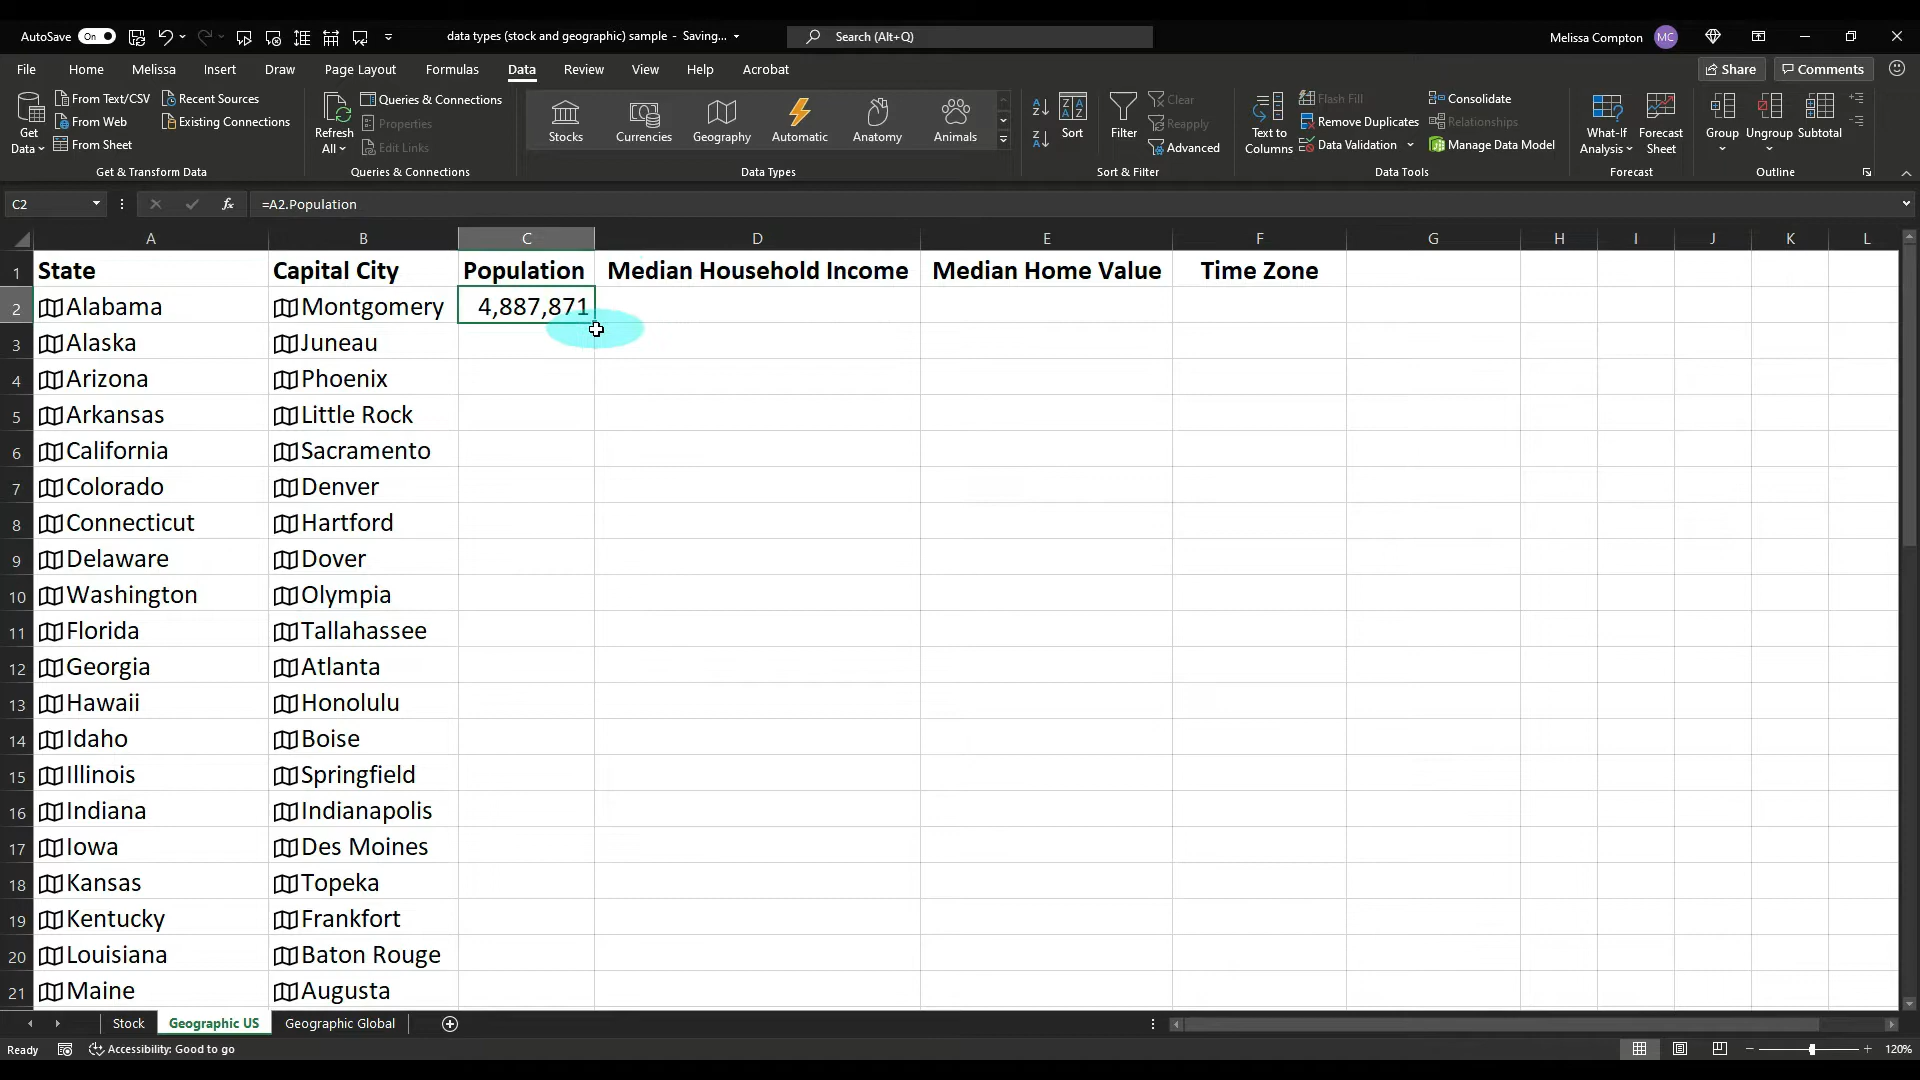 AutoSave On data types (stock and geographic) sample - Saving... Search (Alt+Q) Melissa Compton MC
File Home Melissa Insert Draw Page Layout Formulas Data Review View Help Acrobat Share Comments
Get Data From Text/CSV From Web From Sheet Recent Sources Existing Connections
Get & Transform Data
Refresh All Queries & Connections Properties Edit Links
Queries & Connections
Stocks Currencies Geography Automatic Anatomy Animals
Data Types
Sort Filter Clear Reapply Advanced
Sort & Filter
Text to Columns Flash Fill Remove Duplicates Data Validation Consolidate Relationships Manage Data Model
Data Tools
What-If Analysis Forecast Sheet
Forecast
Group Ungroup Subtotal
Outline
C2 fx =A2.Population
A B C D E F G H I J K L
1 State Capital City Population Median Household Income Median Home Value Time Zone
2 Alabama Montgomery 4,887,871
3 Alaska Juneau
4 Arizona Phoenix
5 Arkansas Little Rock
6 California Sacramento
7 Colorado Denver
8 Connecticut Hartford
9 Delaware Dover
10 Washington Olympia
11 Florida Tallahassee
12 Georgia Atlanta
13 Hawaii Honolulu
14 Idaho Boise
15 Illinois Springfield
16 Indiana Indianapolis
17 Iowa Des Moines
18 Kansas Topeka
19 Kentucky Frankfort
20 Louisiana Baton Rouge
21 Maine Augusta
Stock Geographic US Geographic Global
Ready Accessibility: Good to go 120%